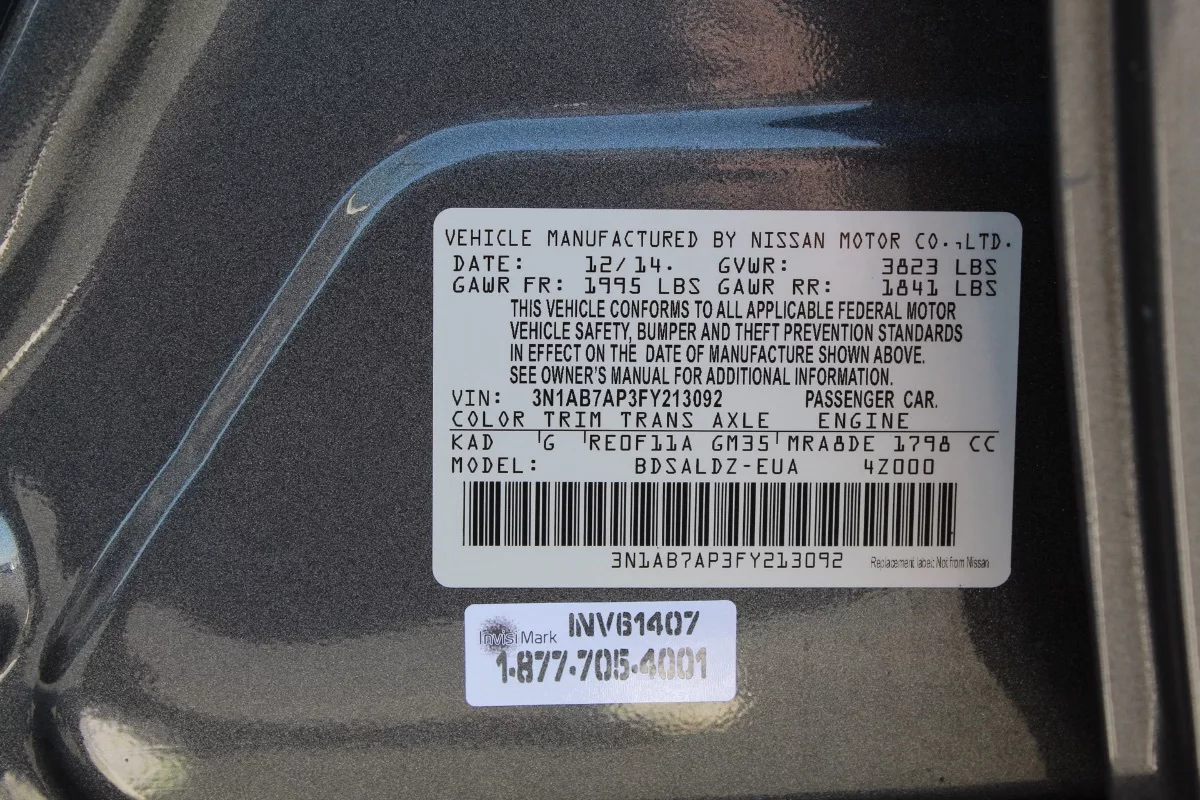 VEHICLE MANUFACTURED BY NISSAN MOTOR CO.,LTD.
DATE: 12/14. GVWR: 3823 LBS
GAWR FR: 1995 LBS GAWR RR: 1841 LBS
THIS VEHICLE CONFORMS TO ALL APPLICABLE FEDERAL MOTOR
VEHICLE SAFETY, BUMPER AND THEFT PREVENTION STANDARDS
IN EFFECT ON THE DATE OF MANUFACTURE SHOWN ABOVE.
SEE OWNER'S MANUAL FOR ADDITIONAL INFORMATION.
VIN: 3N1AB7AP3FY213092 PASSENGER CAR.
COLOR TRIM TRANS AXLE ENGINE
KAD G RE0F11A GM35 MRA8DE 1798 CC
MODEL: BDSALDZ-EUA 4Z000
3N1AB7AP3FY213092 Replacement label: Not from Nissan
InvisiMark INV61407
1-877-705-4001